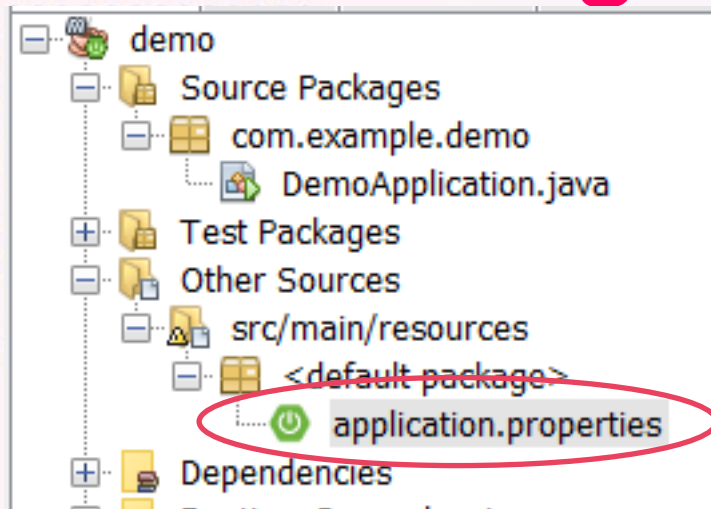 demo
Source Packages
com.example.demo
DemoApplication.java
Test Packages
Other Sources
src/main/resources
<default package>
application.properties
Dependencies